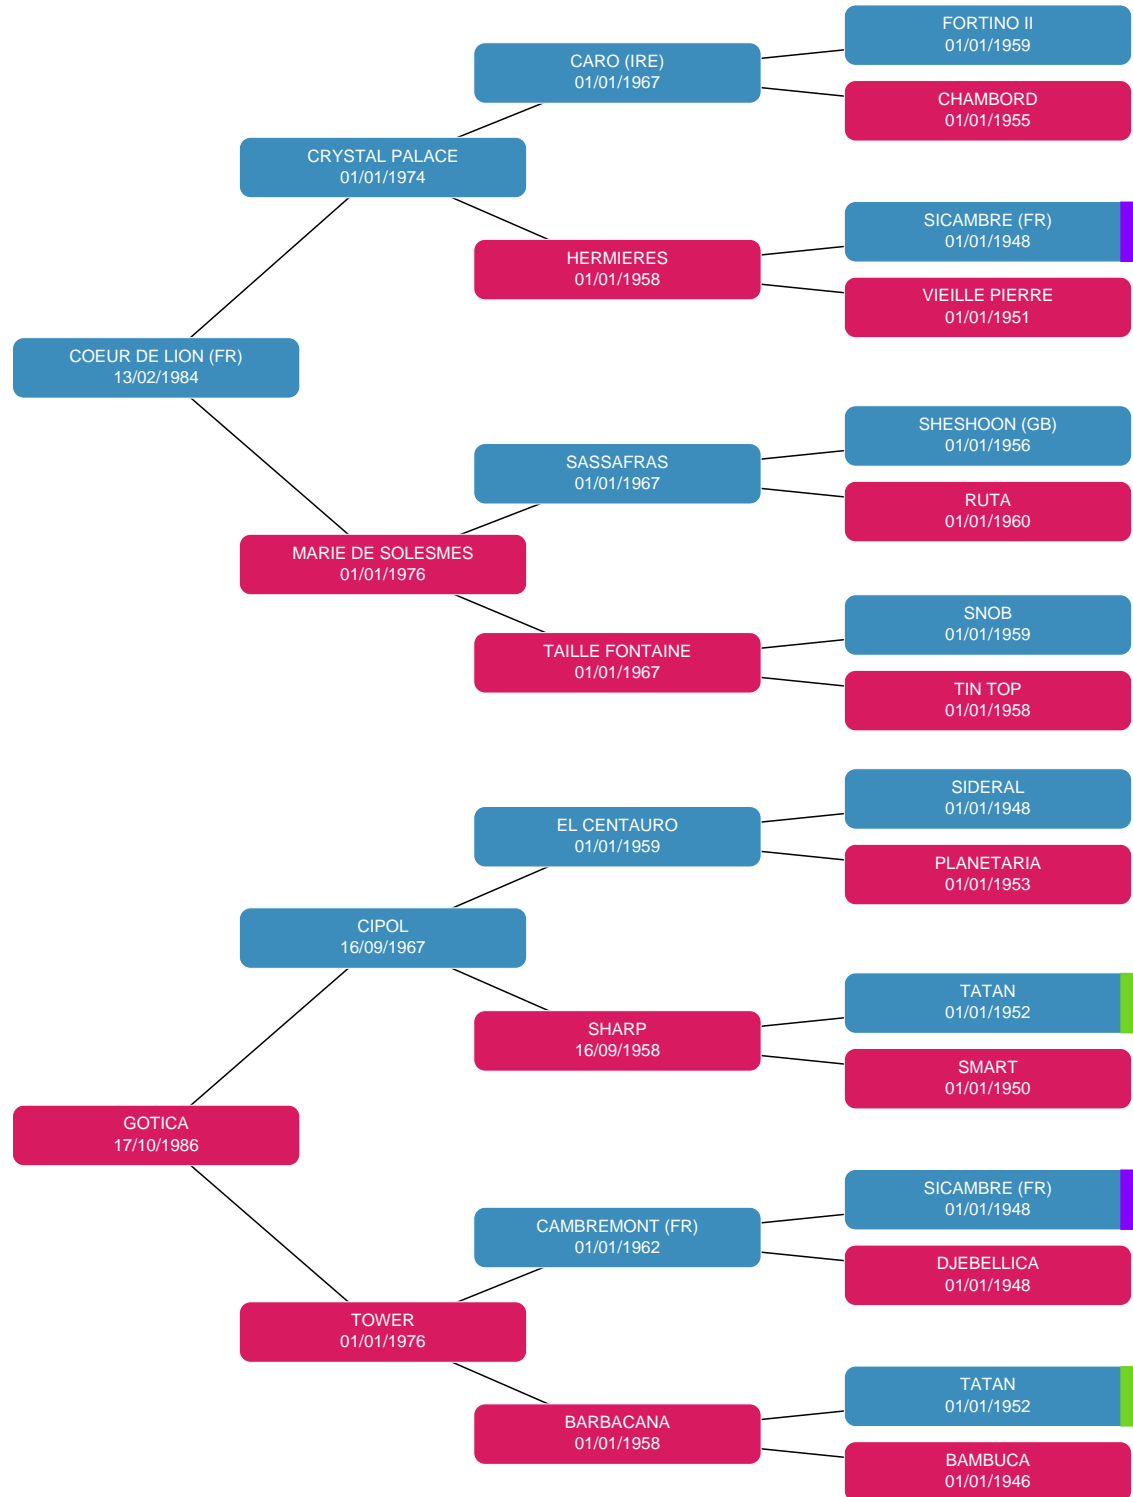 FORTINO II
01/01/1959
CARO (IRE)
01/01/1967
CHAMBORD
01/01/1955
CRYSTAL PALACE
01/01/1974
SICAMBRE (FR)
01/01/1948
HERMIERES
01/01/1958
VIEILLE PIERRE
01/01/1951
COEUR DE LION (FR)
13/02/1984
SHESHOON (GB)
01/01/1956
SASSAFRAS
01/01/1967
RUTA
01/01/1960
MARIE DE SOLESMES
01/01/1976
SNOB
01/01/1959
TAILLE FONTAINE
01/01/1967
TIN TOP
01/01/1958
SIDERAL
01/01/1948
EL CENTAURO
01/01/1959
PLANETARIA
01/01/1953
CIPOL
16/09/1967
TATAN
01/01/1952
SHARP
16/09/1958
SMART
01/01/1950
GOTICA
17/10/1986
SICAMBRE (FR)
01/01/1948
CAMBREMONT (FR)
01/01/1962
DJEBELLICA
01/01/1948
TOWER
01/01/1976
TATAN
01/01/1952
BARBACANA
01/01/1958
BAMBUCA
01/01/1946